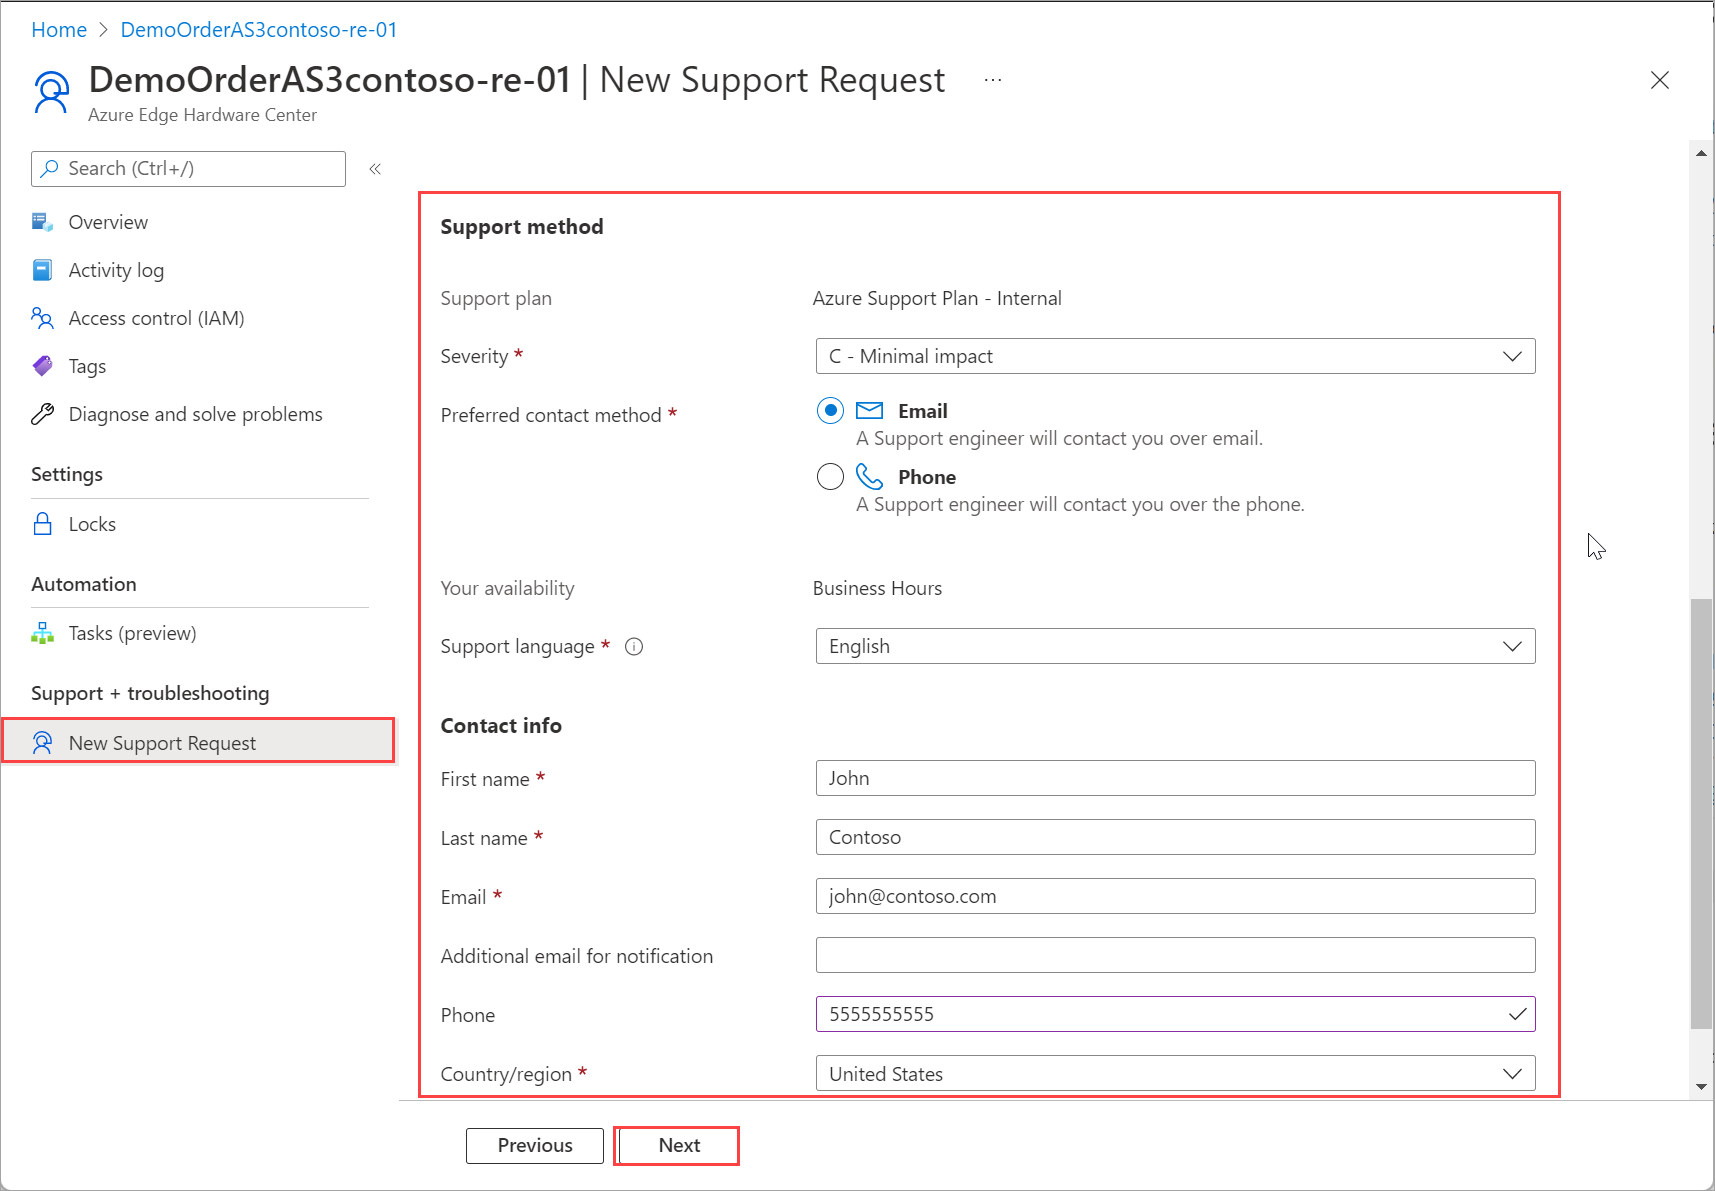 Home > DemoOrderAS3contoso-re-01
DemoOrderAS3contoso-re-01 | New Support Request ...
Azure Edge Hardware Center
Search (Ctrl+/)
«
Overview
Activity log
Access control (IAM)
Tags
Diagnose and solve problems
Settings
Locks
Automation
Tasks (preview)
Support + troubleshooting
New Support Request
Support method
Support plan Azure Support Plan - Internal
Severity * C - Minimal impact
Preferred contact method * Email
A Support engineer will contact you over email.
Phone
A Support engineer will contact you over the phone.
Your availability Business Hours
Support language * English
Contact info
First name * John
Last name * Contoso
Email * john@contoso.com
Additional email for notification
Phone 5555555555
Country/region * United States
Previous Next